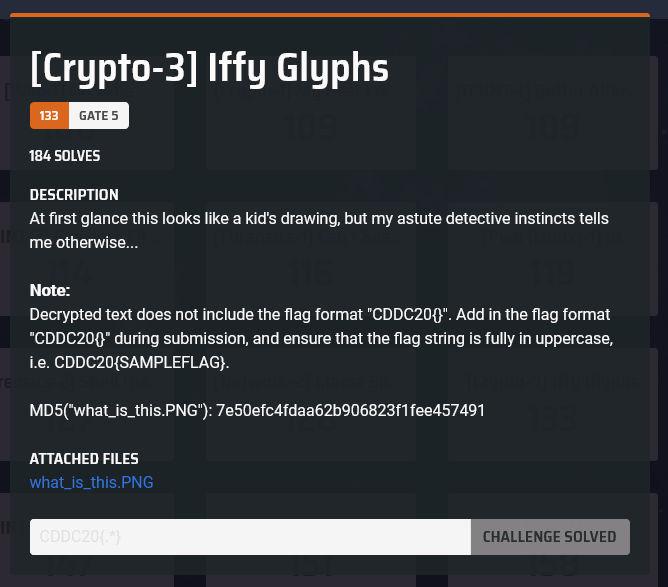 [Crypto-3] Iffy Glyphs
133 GATE 5
184 SOLVES
DESCRIPTION
At first glance this looks like a kid's drawing, but my astute detective instincts tells
me otherwise...
Note:
Decrypted text does not include the flag format "CDDC20{}". Add in the flag format
"CDDC20{}" during submission, and ensure that the flag string is fully in uppercase,
i.e. CDDC20{SAMPLEFLAG}.
MD5("what_is_this.PNG"): 7e50efc4fdaa62b906823f1fee457491
ATTACHED FILES
what_is_this.PNG
CDDC20{.*} CHALLENGE SOLVED